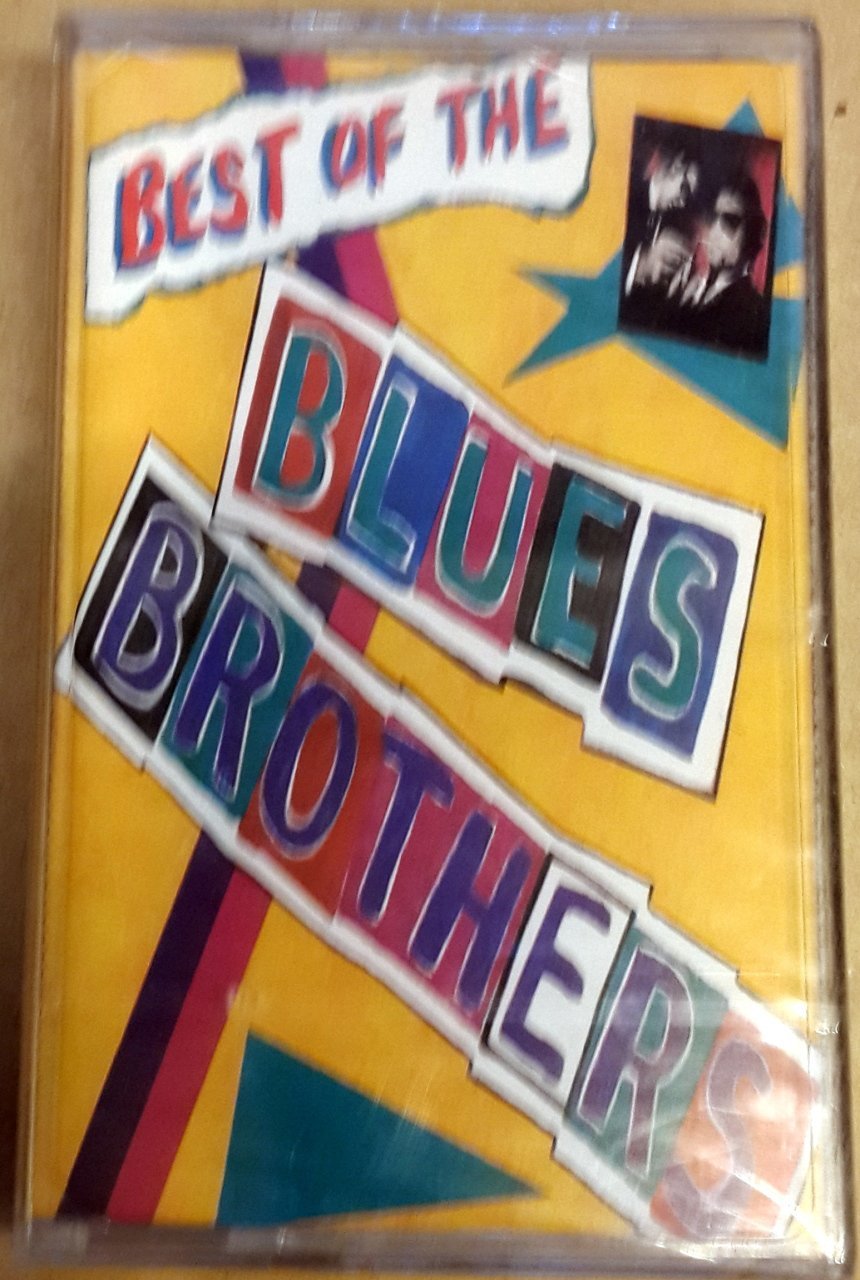 BEST OF THE
BLUES
BROTHERS